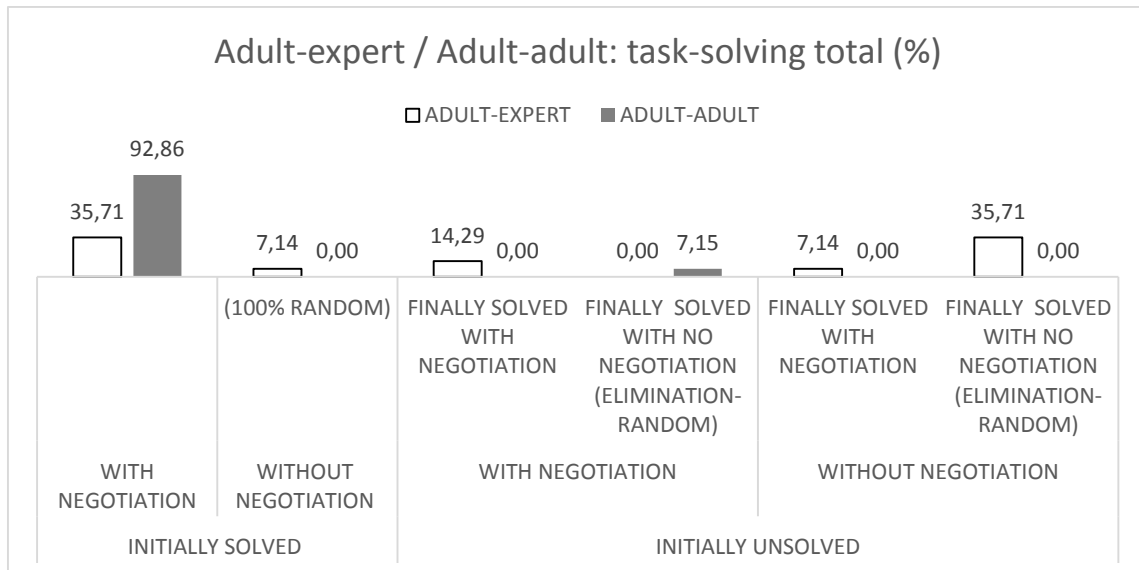 Adult-expert / Adult-adult: task-solving total (%)
ADULT-EXPERT ADULT-ADULT
92,86
35,71
7,14 0,00
14,29 0,00
0,00 7,15
7,14 0,00
35,71
0,00
(100% RANDOM)
FINALLY SOLVED
WITH
NEGOTIATION
FINALLY SOLVED
WITH NO
NEGOTIATION
(ELIMINATION-
RANDOM)
FINALLY SOLVED
WITH
NEGOTIATION
FINALLY SOLVED
WITH NO
NEGOTIATION
(ELIMINATION-
RANDOM)
WITH
NEGOTIATION
WITHOUT
NEGOTIATION
WITH NEGOTIATION
WITHOUT NEGOTIATION
INITIALLY SOLVED
INITIALLY UNSOLVED